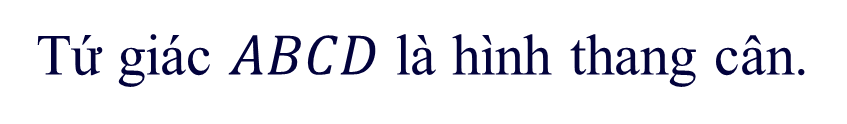 Tứ giác ABCD là hình thang cân.